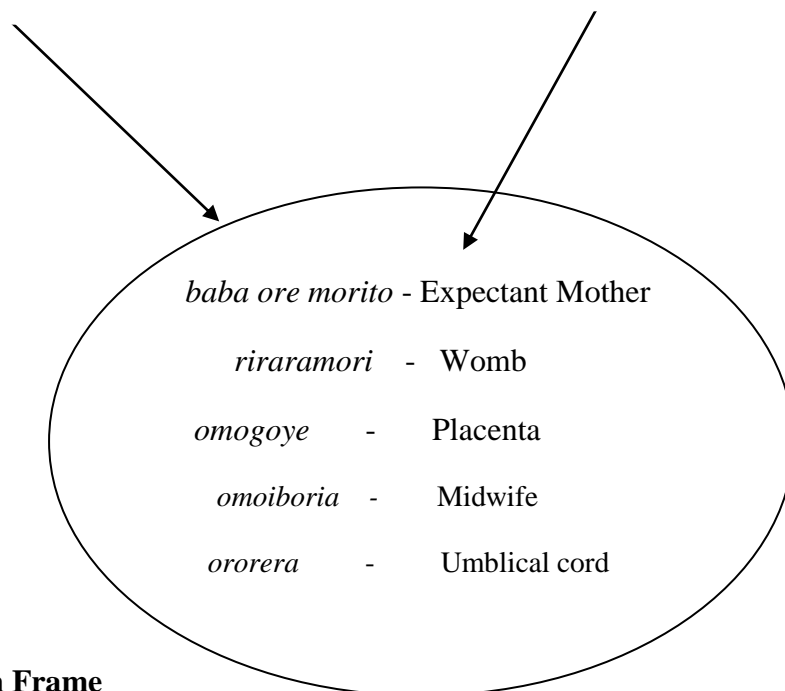 baba ore morito - Expectant Mother
riraramori - Womb
omogoye - Placenta
omoiboria - Midwife
ororera - Umblical cord
Frame